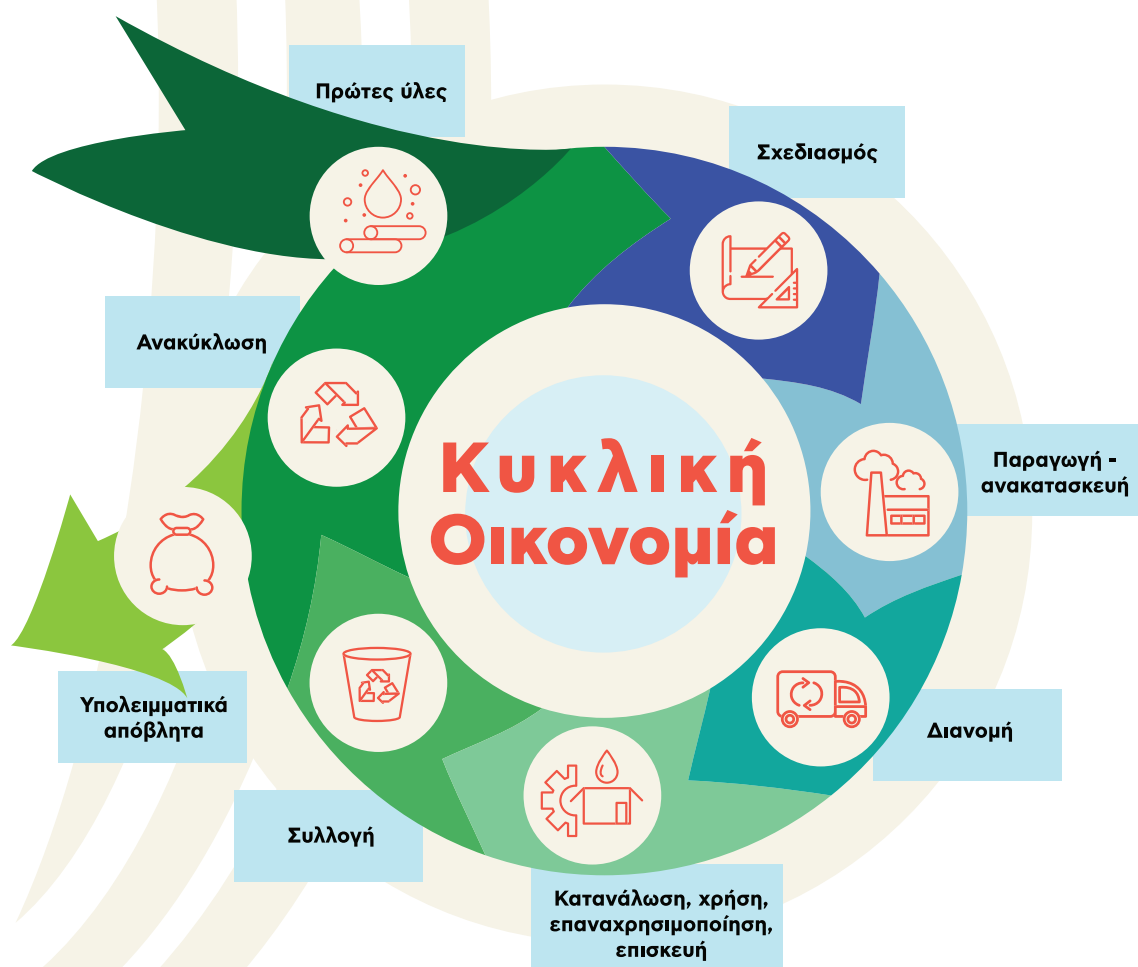 Πρώτες ύλες
Σχεδιασμός
Ανακύκλωση
Κυκλική
Οικονομία
Παραγωγή -
ανακατασκευή
Υπολειμματικά
απόβλητα
Διανομή
Συλλογή
Κατανάλωση, χρήση,
επαναχρησιμοποίηση,
επισκευή